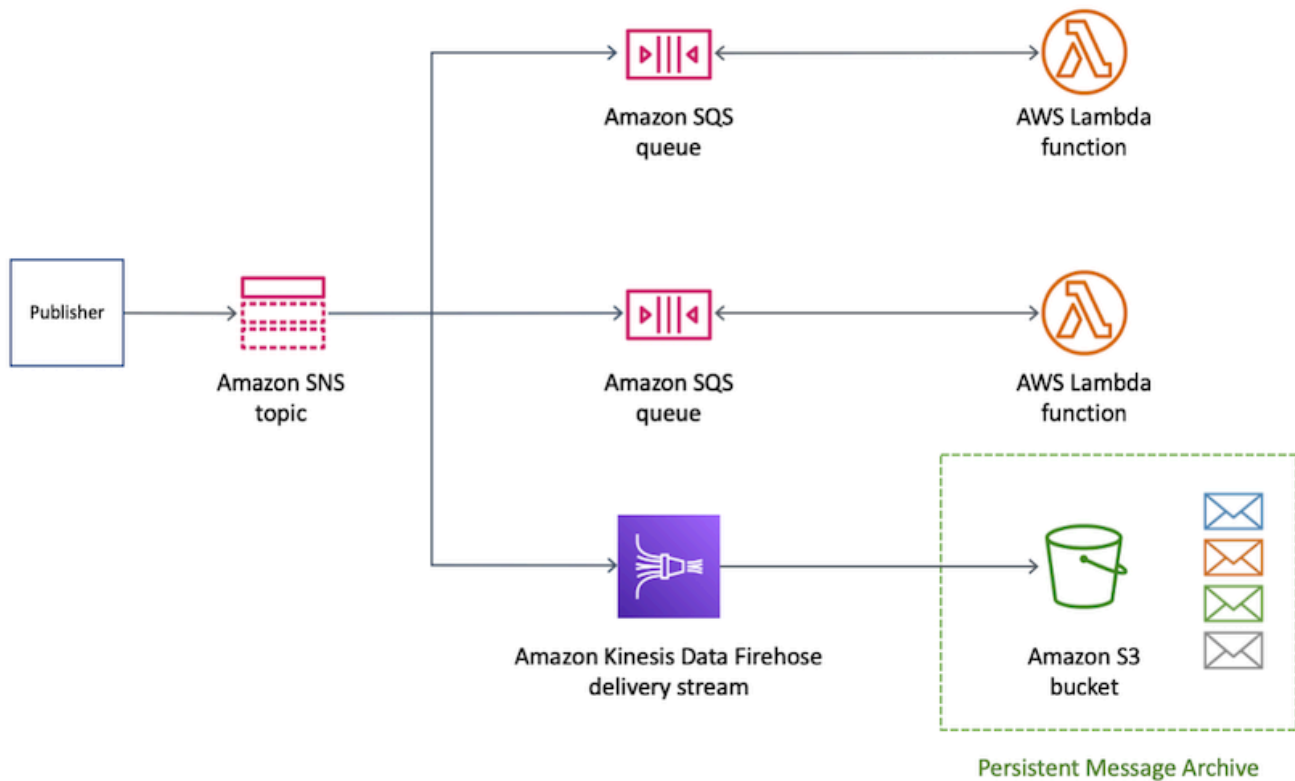 Amazon SQS
queue
AWS Lambda
function
Publisher
Amazon SNS
topic
Amazon SQS
queue
AWS Lambda
function
Amazon Kinesis Data Firehose
delivery stream
Amazon S3
bucket
Persistent Message Archive